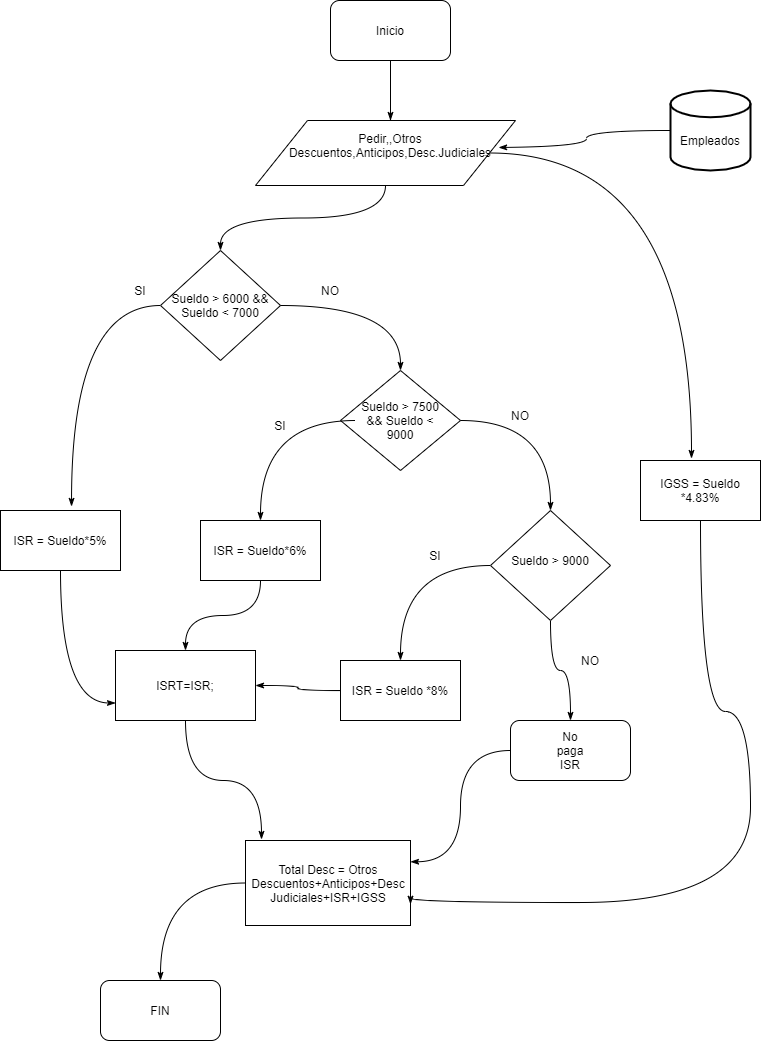 Inicio
Pedir,,Otros
Descuentos,Anticipos,Desc.Judiciales
Empleados
SI
NO
Sueldo > 6000 &&
Sueldo < 7000
Sueldo > 7500
&& Sueldo <
9000
SI
NO
IGSS = Sueldo
*4.83%
ISR = Sueldo*5%
ISR = Sueldo*6%
SI
Sueldo > 9000
NO
ISRT=ISR;
ISR = Sueldo *8%
No
paga
ISR
Total Desc = Otros
Descuentos+Anticipos+Desc
Judiciales+ISR+IGSS
FIN